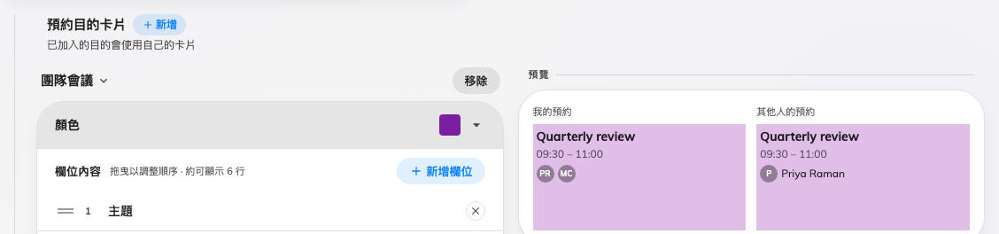 預約目的卡片 + 新增
已加入的目的會使用自己的卡片
團隊會議 移除
顏色
欄位內容 拖曳以調整順序 · 約可顯示 6 行 + 新增欄位
1 主題
預覽
我的預約 其他人的預約
Quarterly review Quarterly review
09:30 – 11:00 09:30 – 11:00
PR MC P Priya Raman